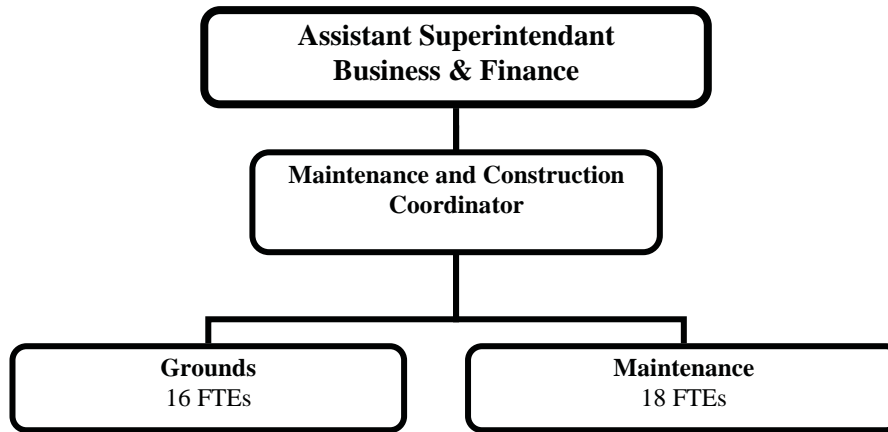 Assistant Superintendant
Business & Finance
Maintenance and Construction
Coordinator
Grounds
16 FTEs
Maintenance
18 FTEs